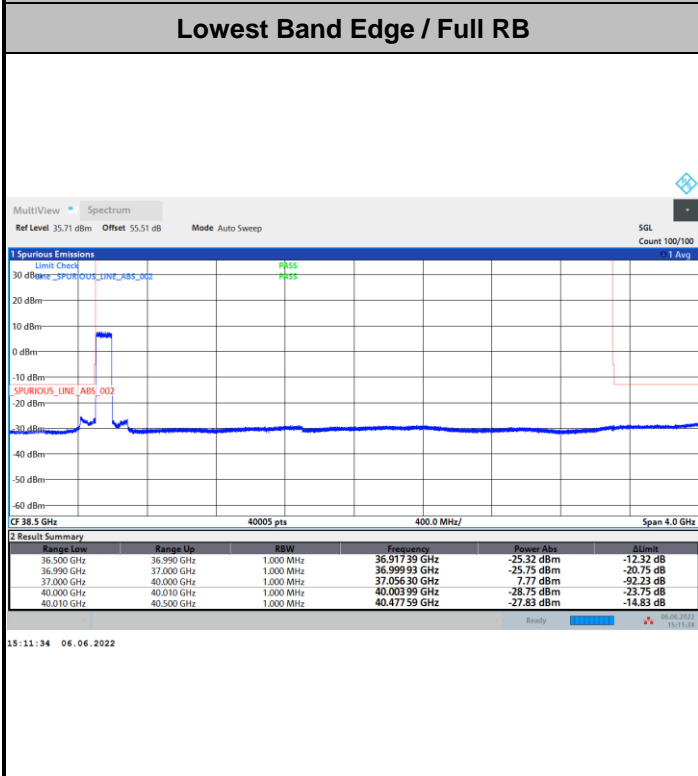 Lowest Band Edge / Full RB
MultiView Spectrum
Ref Level 35.71 dBm Offset 55.51 dB Mode Auto Sweep SGL
Count 100/100
1 Spurious Emissions 1 Avg
Limit Check PASS
30 dBm Line _SPURIOUS_LINE_ABS_002 PASS
20 dBm
10 dBm
0 dBm
-10 dBm
_SPURIOUS_LINE_ABS_002
-20 dBm
-30 dBm
-40 dBm
-50 dBm
-60 dBm
CF 38.5 GHz 40005 pts 400.0 MHz/ Span 4.0 GHz
2 Result Summary
Range Low Range Up RBW Frequency Power Abs ΔLimit
36.500 GHz 36.990 GHz 1.000 MHz 36.917 39 GHz -25.32 dBm -12.32 dB
36.990 GHz 37.000 GHz 1.000 MHz 36.999 93 GHz -25.75 dBm -20.75 dB
37.000 GHz 40.000 GHz 1.000 MHz 37.056 30 GHz 7.77 dBm -92.23 dB
40.000 GHz 40.010 GHz 1.000 MHz 40.003 99 GHz -28.75 dBm -23.75 dB
40.010 GHz 40.500 GHz 1.000 MHz 40.477 59 GHz -27.83 dBm -14.83 dB
Ready 06.06.2022
15:11:34
15:11:34 06.06.2022